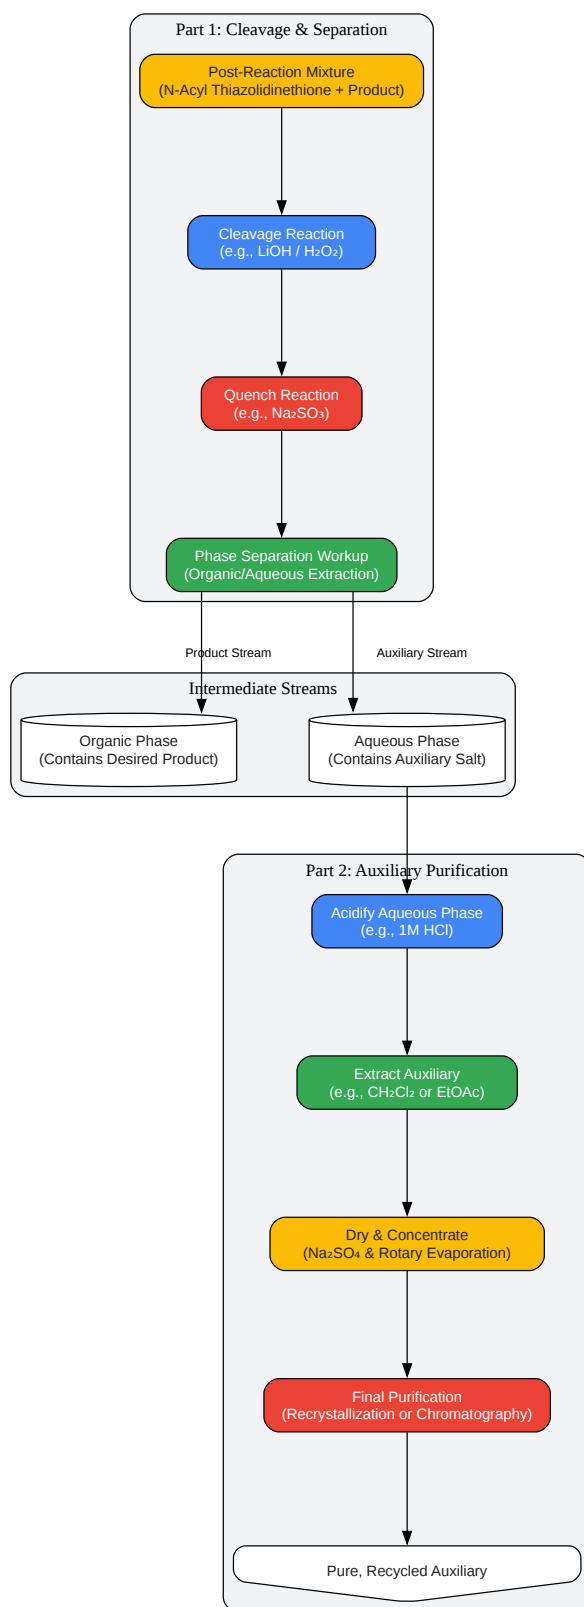 Part 1: Cleavage & Separation
Post-Reaction Mixture
(N-Acyl Thiazolidinethione + Product)
Cleavage Reaction
(e.g., LiOH / H₂O₂)
Quench Reaction
(e.g., Na₂SO₃)
Phase Separation Workup
(Organic/Aqueous Extraction)
Product Stream
Auxiliary Stream
Intermediate Streams
Organic Phase
(Contains Desired Product)
Aqueous Phase
(Contains Auxiliary Salt)
Part 2: Auxiliary Purification
Acidify Aqueous Phase
(e.g., 1M HCl)
Extract Auxiliary
(e.g., CH₂Cl₂ or EtOAc)
Dry & Concentrate
(Na₂SO₄ & Rotary Evaporation)
Final Purification
(Recrystallization or Chromatography)
Pure, Recycled Auxiliary